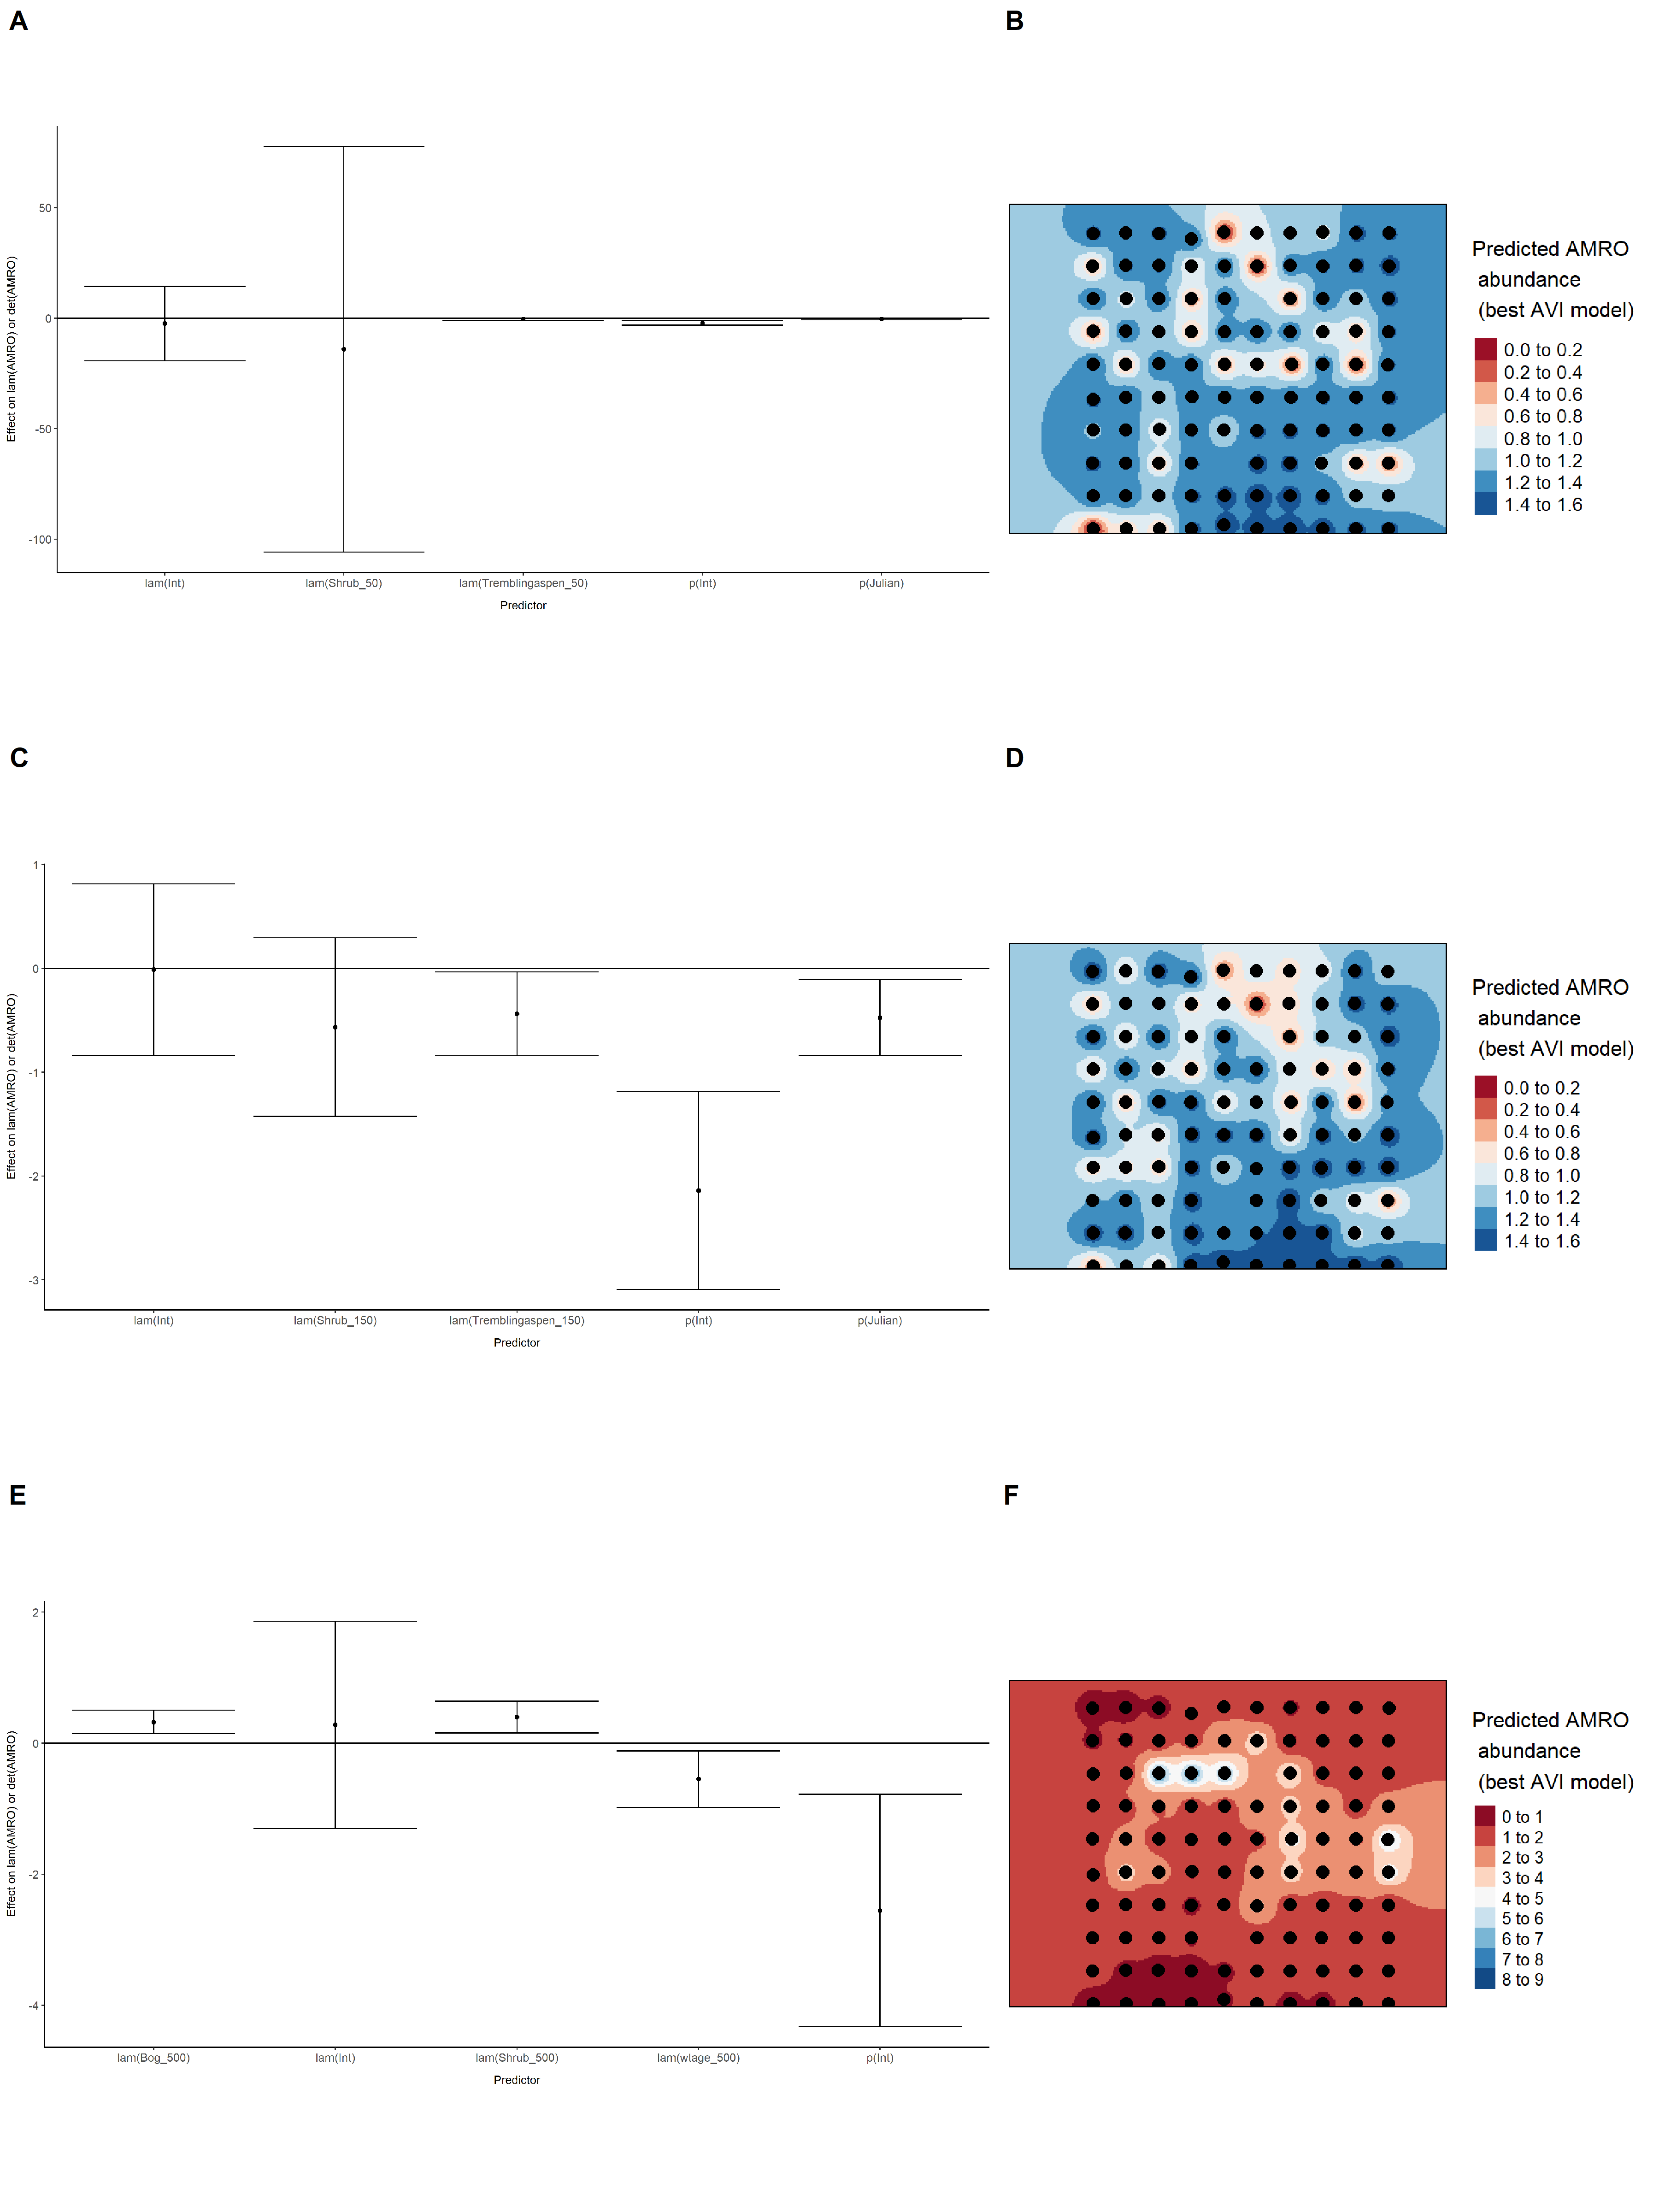 A
B
Effect on lam(AMRO) or det(AMRO)
50
0
-50
-100
lam(Int)
lam(Shrub_50)
lam(Tremblingaspen_50)
p(Int)
p(Julian)
Predictor
Predicted AMRO
abundance
(best AVI model)
0.0 to 0.2
0.2 to 0.4
0.4 to 0.6
0.6 to 0.8
0.8 to 1.0
1.0 to 1.2
1.2 to 1.4
1.4 to 1.6
C
D
Effect on lam(AMRO) or det(AMRO)
1
0
-1
-2
-3
lam(Int)
lam(Shrub_150)
lam(Tremblingaspen_150)
p(Int)
p(Julian)
Predictor
Predicted AMRO
abundance
(best AVI model)
0.0 to 0.2
0.2 to 0.4
0.4 to 0.6
0.6 to 0.8
0.8 to 1.0
1.0 to 1.2
1.2 to 1.4
1.4 to 1.6
E
F
Effect on lam(AMRO) or det(AMRO)
2
0
-2
-4
lam(Bog_500)
lam(Int)
lam(Shrub_500)
lam(wtage_500)
p(Int)
Predictor
Predicted AMRO
abundance
(best AVI model)
0 to 1
1 to 2
2 to 3
3 to 4
4 to 5
5 to 6
6 to 7
7 to 8
8 to 9